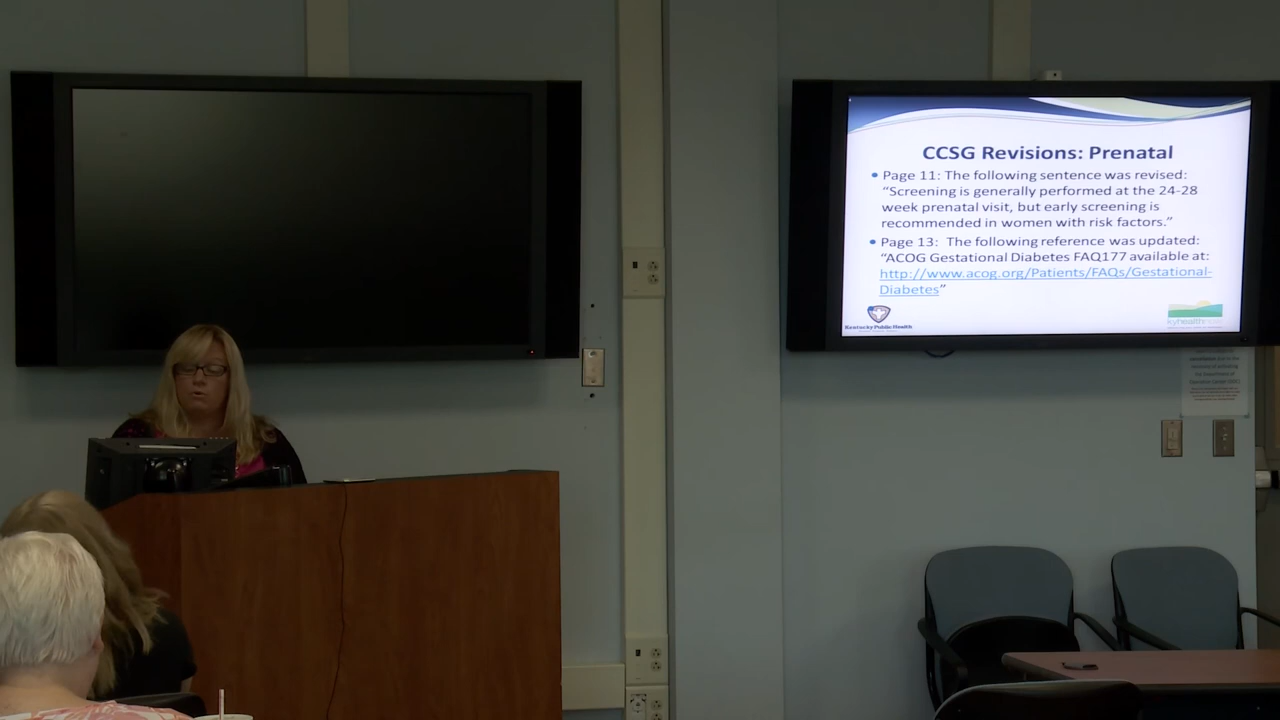 CCSG Revisions: Prenatal
• Page 11: The following sentence was revised:
“Screening is generally performed at the 24-28
week prenatal visit, but early screening is
recommended in women with risk factors.”
• Page 13: The following reference was updated:
“ACOG Gestational Diabetes FAQ177 available at:
http://www.acog.org/Patients/FAQs/Gestational-
Diabetes”
Kentucky Public Health
kyhealthnow